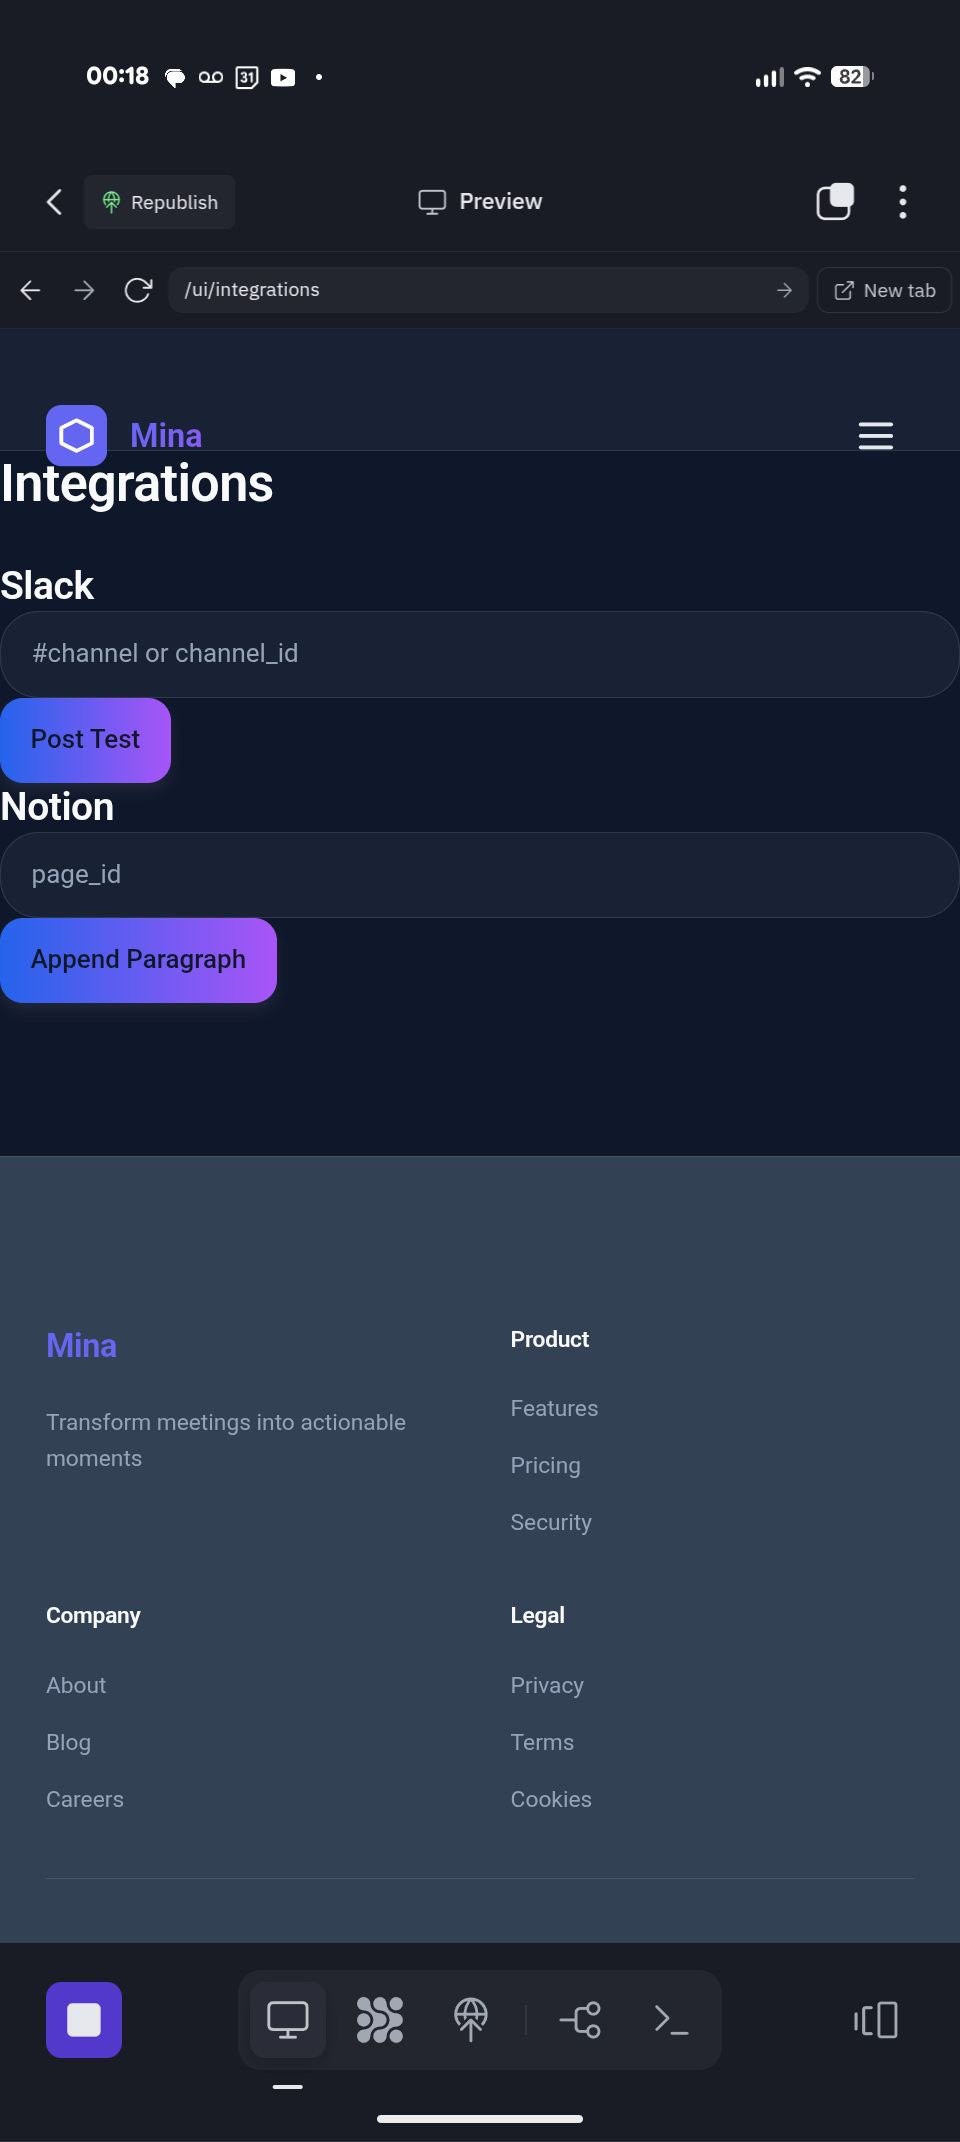 00:18
31
82
Republish
Preview
/ui/integrations
New tab
Mina
Integrations
Slack
#channel or channel_id
Post Test
Notion
page_id
Append Paragraph
Mina
Transform meetings into actionable
moments
Product
Features
Pricing
Security
Company
About
Blog
Careers
Legal
Privacy
Terms
Cookies